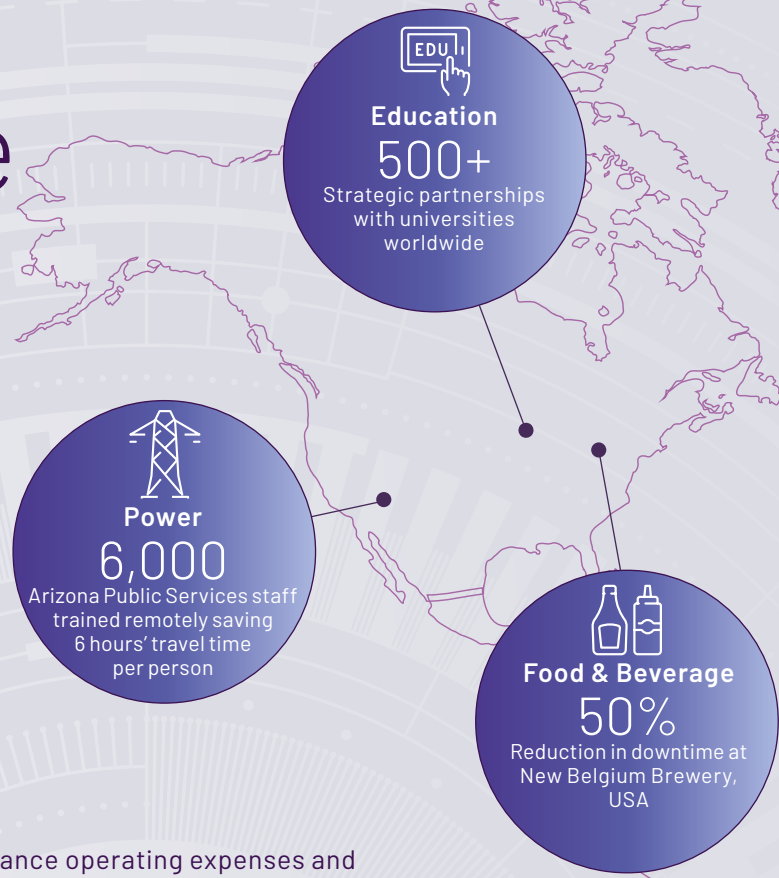 EDU
Education
500+
Strategic partnerships
with universities
worldwide
e
Power
6,000
Arizona Public Services staff
trained remotely saving
6 hours' travel time
per person
Food & Beverage
50%
Reduction in downtime at
New Belgium Brewery,
USA
ance operating expenses and